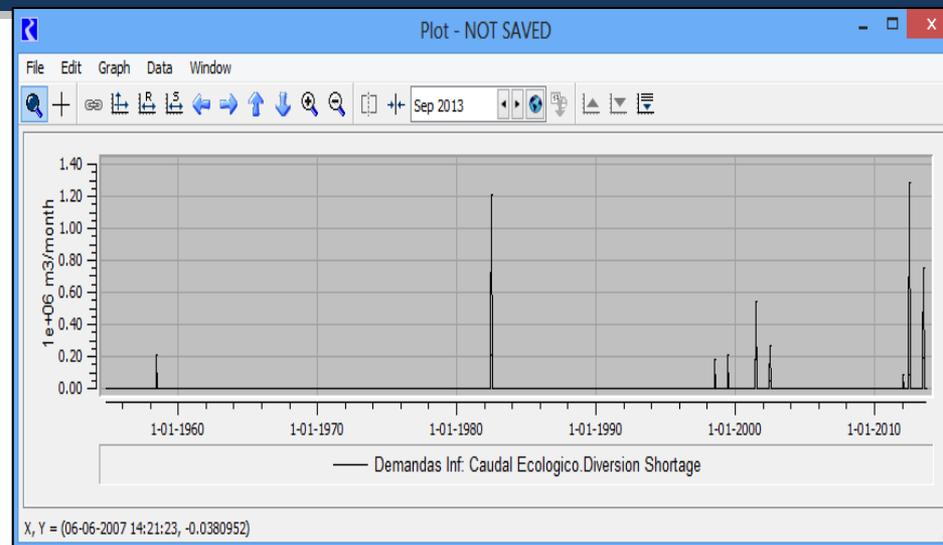 Plot - NOT SAVED
File Edit Graph Data Window
R S Sep 2013
1.40
1.20
1.00
0.80
0.60
0.40
0.20
0.00
1e+06 m3/month
1-01-1960 1-01-1970 1-01-1980 1-01-1990 1-01-2000 1-01-2010
Demandas Inf: Caudal Ecologico.Diversion Shortage
X, Y = (06-06-2007 14:21:23, -0.0380952)